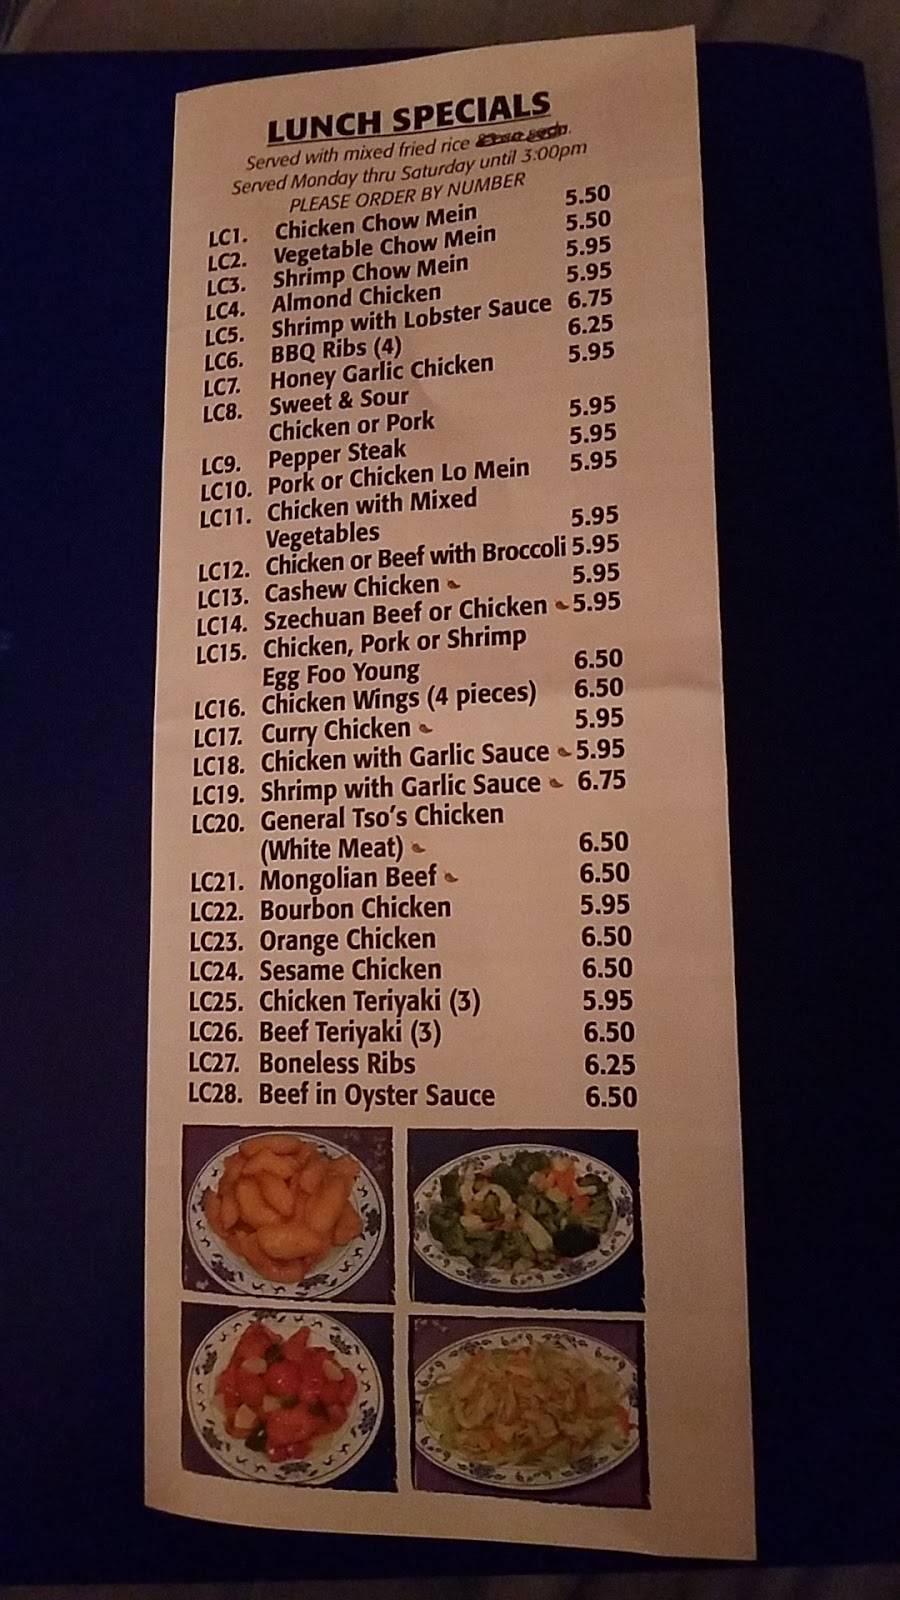 LUNCH SPECIALS
Served with mixed fried rice
Served Monday thru Saturday until 3:00pm
PLEASE ORDER BY NUMBER
LC1. Chicken Chow Mein 5.50
LC2. Vegetable Chow Mein 5.50
LC3. Shrimp Chow Mein 5.95
LC4. Almond Chicken 5.95
LC5. Shrimp with Lobster Sauce 6.75
LC6. BBQ Ribs (4) 6.25
LC7. Honey Garlic Chicken 5.95
LC8. Sweet & Sour
Chicken or Pork 5.95
LC9. Pepper Steak 5.95
LC10. Pork or Chicken Lo Mein 5.95
LC11. Chicken with Mixed
Vegetables 5.95
LC12. Chicken or Beef with Broccoli 5.95
LC13. Cashew Chicken 5.95
LC14. Szechuan Beef or Chicken 5.95
LC15. Chicken, Pork or Shrimp
Egg Foo Young 6.50
LC16. Chicken Wings (4 pieces) 6.50
LC17. Curry Chicken 5.95
LC18. Chicken with Garlic Sauce 5.95
LC19. Shrimp with Garlic Sauce 6.75
LC20. General Tso's Chicken
(White Meat) 6.50
LC21. Mongolian Beef 6.50
LC22. Bourbon Chicken 5.95
LC23. Orange Chicken 6.50
LC24. Sesame Chicken 6.50
LC25. Chicken Teriyaki (3) 5.95
LC26. Beef Teriyaki (3) 6.50
LC27. Boneless Ribs 6.25
LC28. Beef in Oyster Sauce 6.50